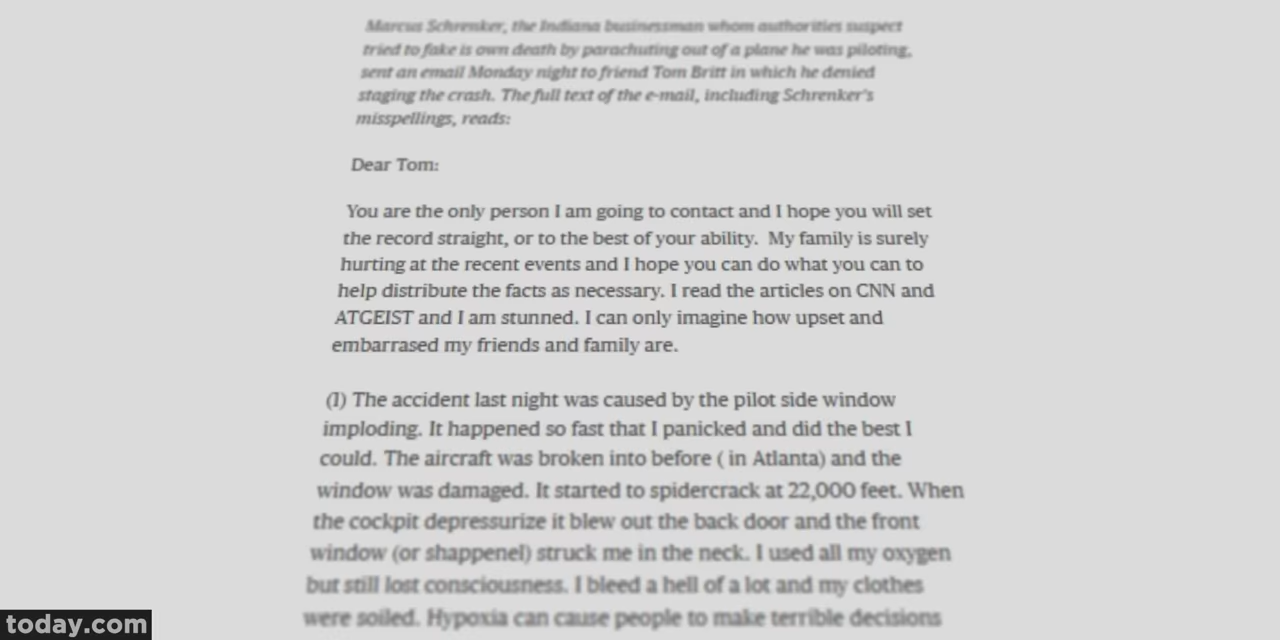 Marcus Schrenker, the Indiana businessman whom authorities suspect
tried to fake is own death by parachuting out of a plane he was piloting,
sent an email Monday night to friend Tom Britt in which he denied
staging the crash. The full text of the e-mail, including Schrenker's
misspellings, reads:
Dear Tom:
You are the only person I am going to contact and I hope you will set
the record straight, or to the best of your ability.  My family is surely
hurting at the recent events and I hope you can do what you can to
help distribute the facts as necessary. I read the articles on CNN and
ATGEIST and I am stunned. I can only imagine how upset and
embarrased my friends and family are.
(1) The accident last night was caused by the pilot side window
imploding. It happened so fast that I panicked and did the best I
could. The aircraft was broken into before ( in Atlanta) and the
window was damaged. It started to spidercrack at 22,000 feet. When
the cockpit depressurize it blew out the back door and the front
window (or shappenel) struck me in the neck. I used all my oxygen
but still lost consciousness. I bleed a hell of a lot and my clothes
were soiled. Hypoxia can cause people to make terrible decisions
today.com